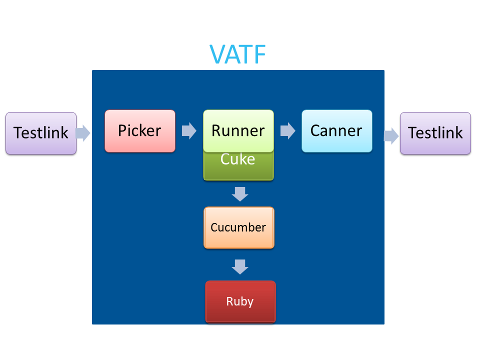 VATF
Testlink
Picker
Runner
Canner
Testlink
Cuke
Cucumber
Ruby